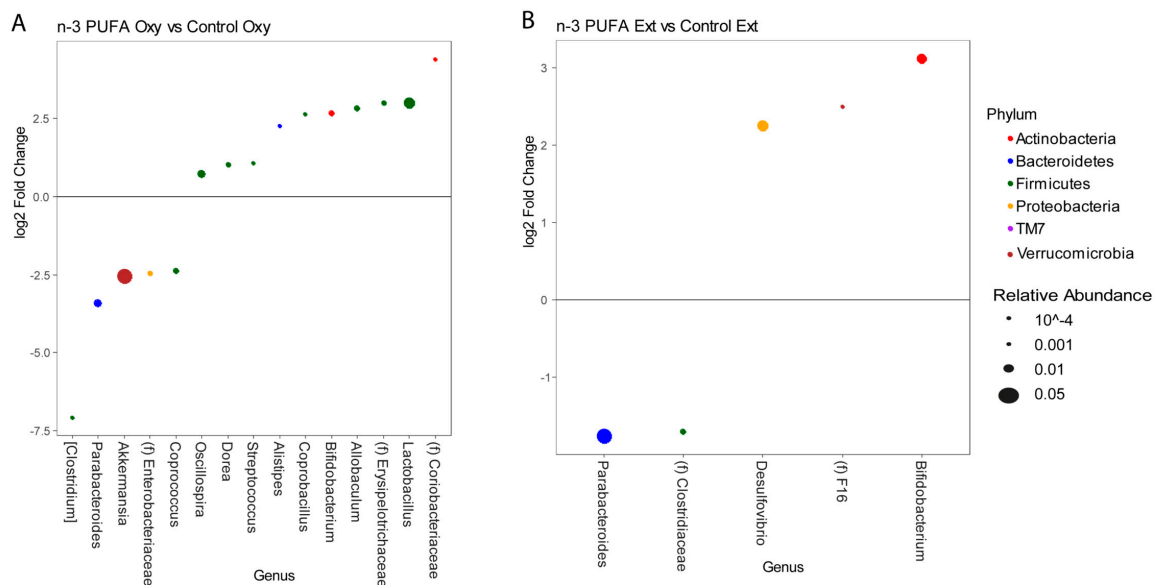 A
n-3 PUFA Oxy vs Control Oxy
log2 Fold Change
2.5
0.0
-2.5
-5.0
-7.5
[Clostridium]
Parabacteroides
Akkermansia
(f) Enterobacteriaceae
Coprococcus
Oscillospira
Dorea
Streptococcus
Alistipes
Coprobacillus
Bifidobacterium
Allobaculum
(f) Erysipelotrichaceae
Lactobacillus
(f) Coriobacteriaceae
Genus
B
n-3 PUFA Ext vs Control Ext
log2 Fold Change
3
2
1
0
-1
Parabacteroides
(f) Clostridiaceae
Desulfovibrio
(f) F16
Bifidobacterium
Genus
Phylum
Actinobacteria
Bacteroidetes
Firmicutes
Proteobacteria
TM7
Verrucomicrobia
Relative Abundance
10^-4
0.001
0.01
0.05